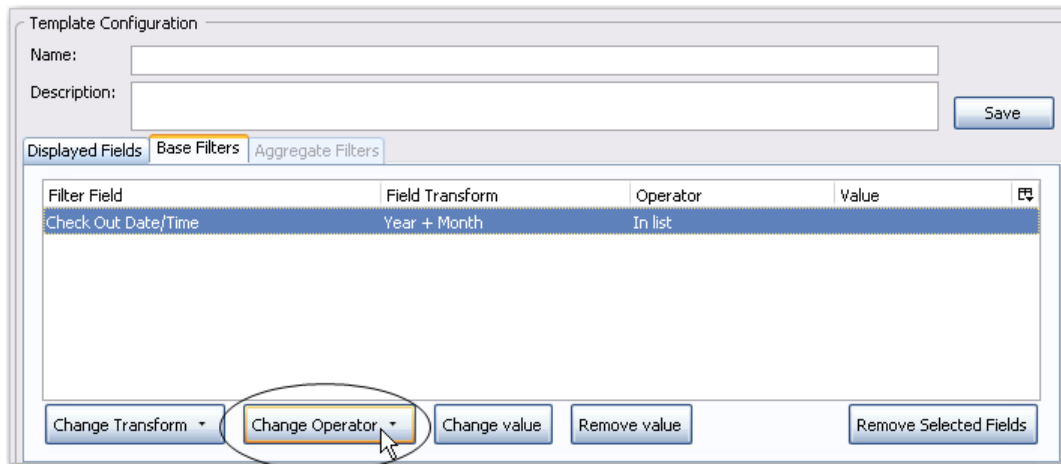 Template Configuration
Name:
Description:
Save
Displayed Fields Base Filters Aggregate Filters
Filter Field Field Transform Operator Value
Check Out Date/Time Year + Month In list
Change Transform Change Operator Change value Remove value Remove Selected Fields